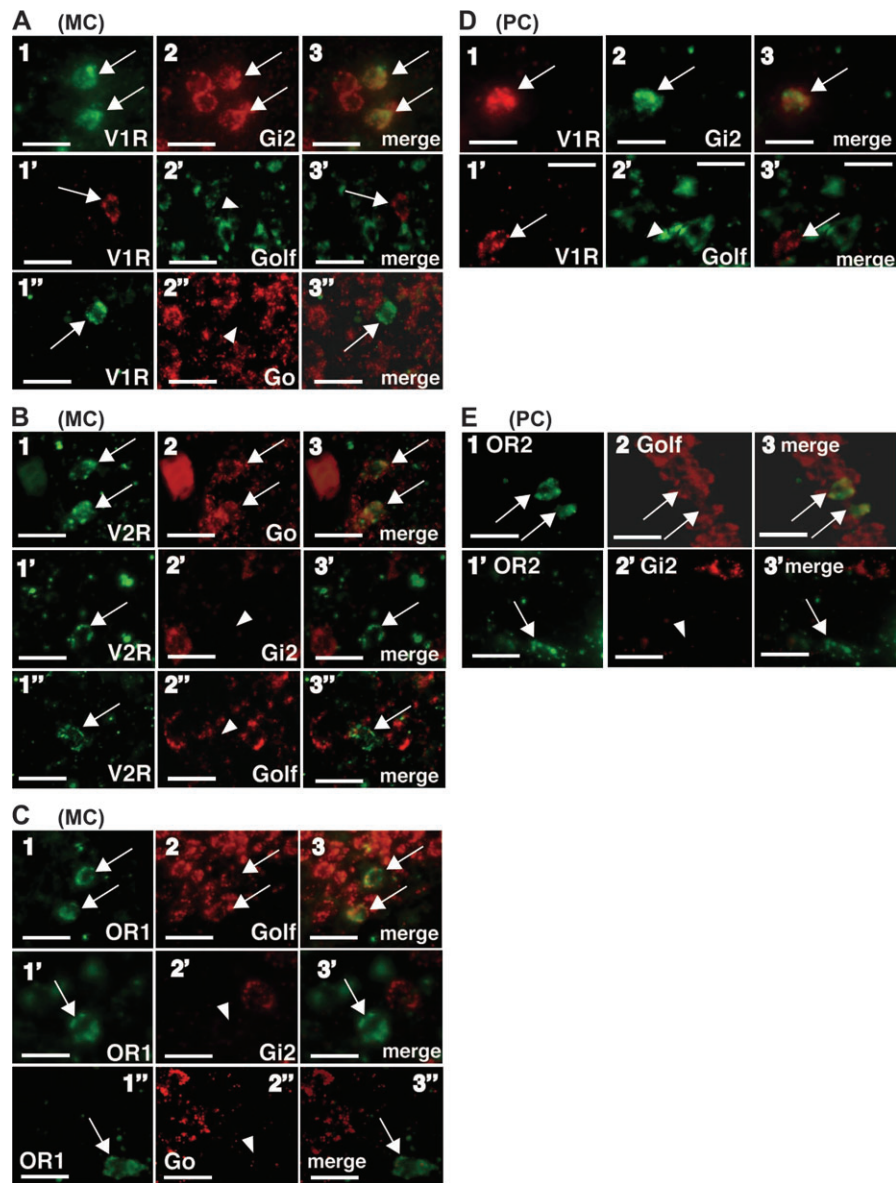 A (MC)
1 2 3
V1R Gi2 merge
1' 2' 3'
V1R Golf merge
1" 2" 3"
V1R Go merge
B (MC)
1 2 3
V2R Go merge
1' 2' 3'
V2R Gi2 merge
1" 2" 3"
V2R Golf merge
C (MC)
1 2 3
OR1 Golf merge
1' 2' 3'
OR1 Gi2 merge
1" 2" 3"
OR1 Go merge
D (PC)
1 2 3
V1R Gi2 merge
1' 2' 3'
V1R Golf merge
E (PC)
1 OR2 2 Golf 3 merge
1' OR2 2' Gi2 3' merge